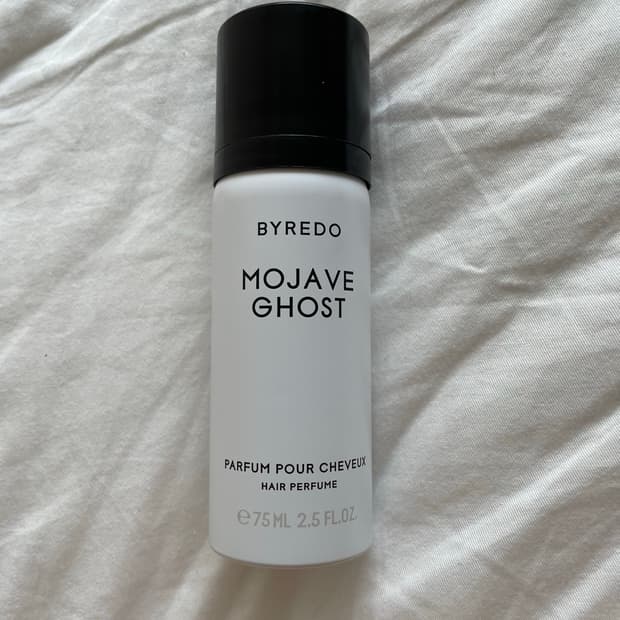 BYREDO
MOJAVE
GHOST
PARFUM POUR CHEVEUX
HAIR PERFUME
℮75ML 2,5 FL.OZ.